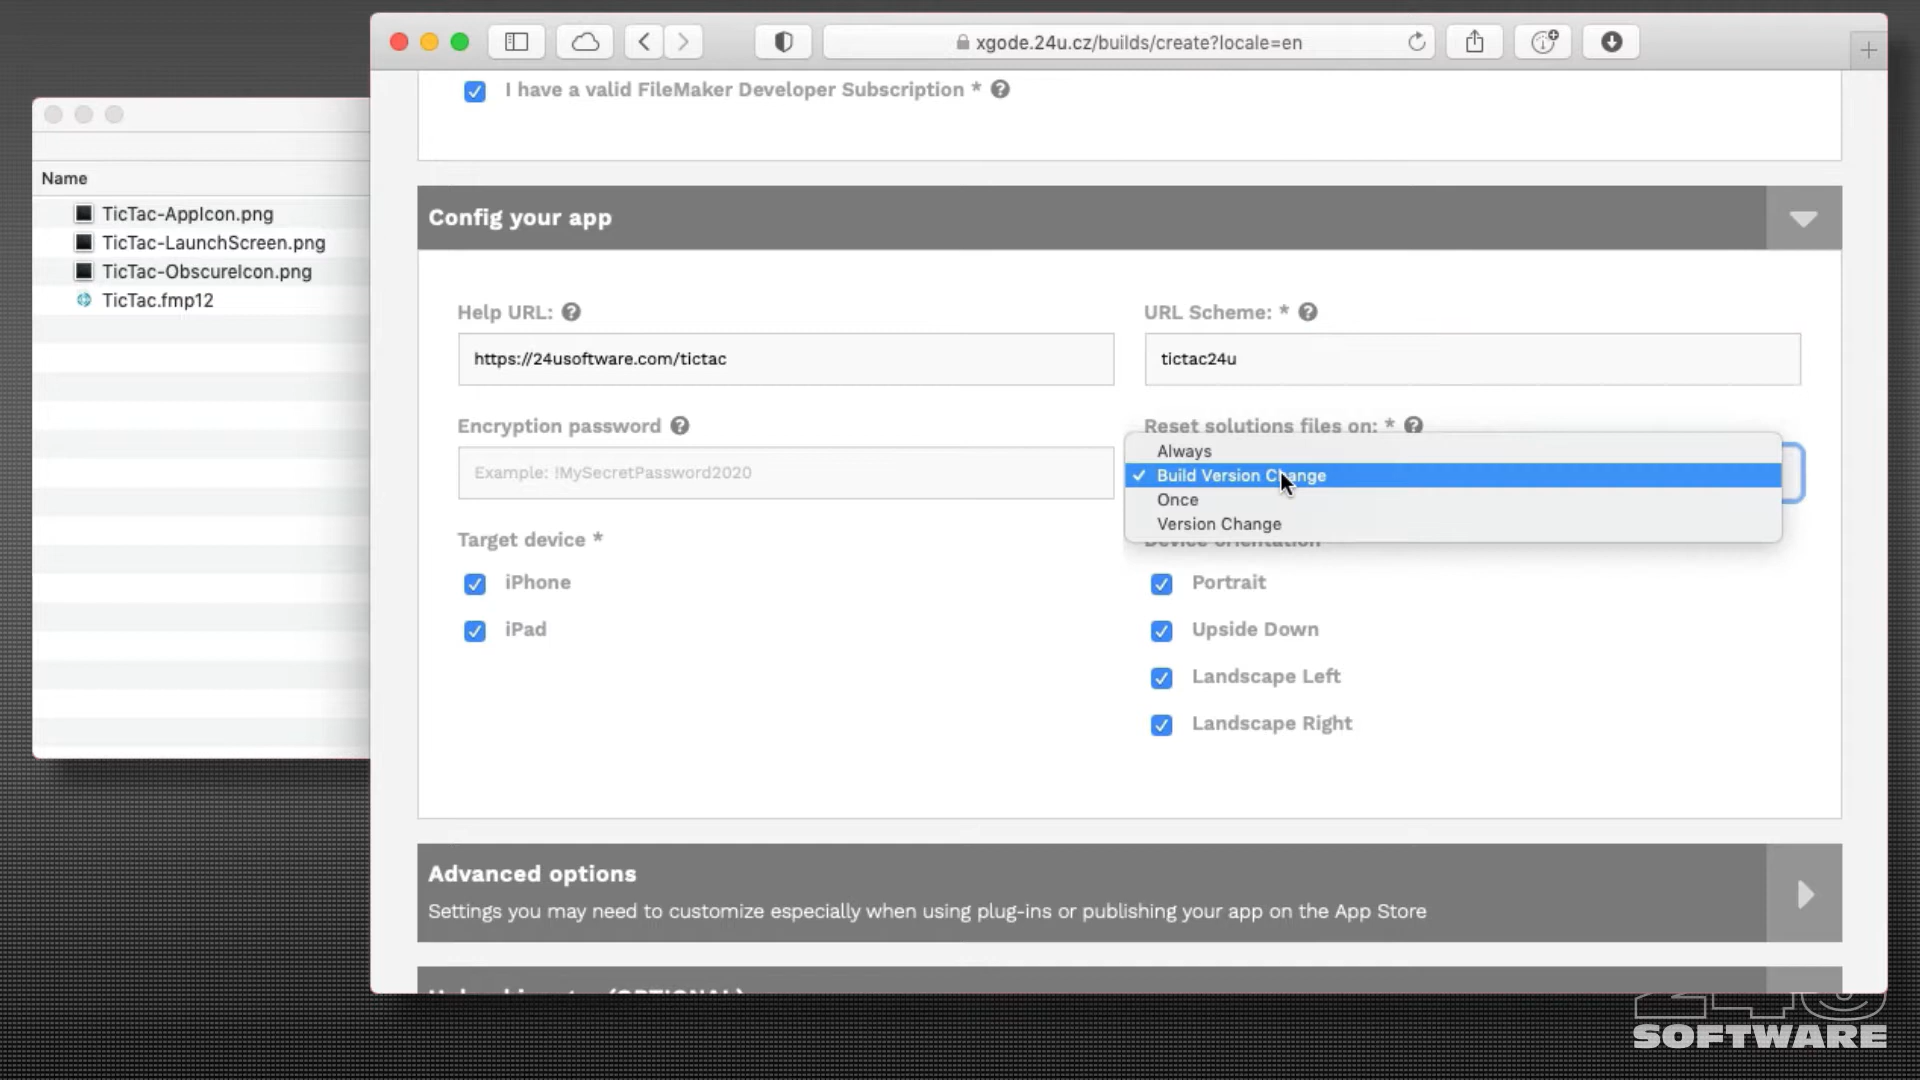 xgode.24u.cz/builds/create?locale=en
I have a valid FileMaker Developer Subscription *
Name
TicTac-AppIcon.png
TicTac-LaunchScreen.png
TicTac-ObscureIcon.png
TicTac.fmp12
Config your app
Help URL:
URL Scheme: *
https://24usoftware.com/tictac
tictac24u
Encryption password
Reset solutions files on: *
Example: !MySecretPassword2020
Always
Build Version Change
Once
Version Change
Target device *
Device orientation
iPhone
Portrait
iPad
Upside Down
Landscape Left
Landscape Right
Advanced options
Settings you may need to customize especially when using plug-ins or publishing your app on the App Store
(OPTIONAL)
24U
SOFTWARE